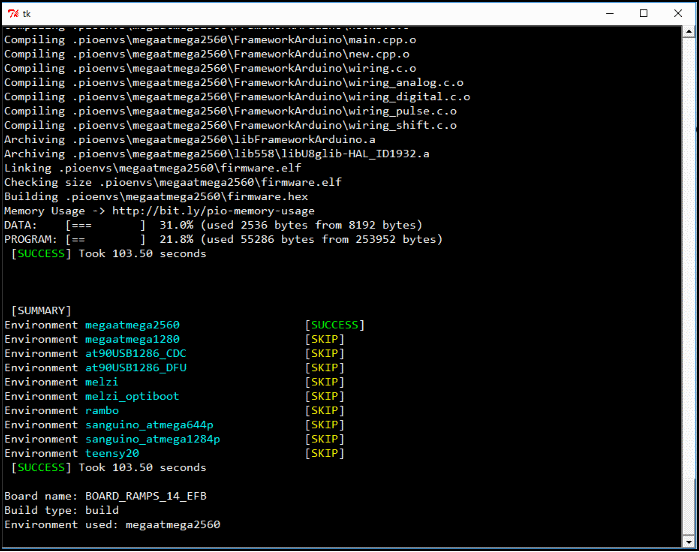 tk
Compiling .pioenvs\megaatmega2560\FrameworkArduino\main.cpp.o
Compiling .pioenvs\megaatmega2560\FrameworkArduino\new.cpp.o
Compiling .pioenvs\megaatmega2560\FrameworkArduino\wiring.c.o
Compiling .pioenvs\megaatmega2560\FrameworkArduino\wiring_analog.c.o
Compiling .pioenvs\megaatmega2560\FrameworkArduino\wiring_digital.c.o
Compiling .pioenvs\megaatmega2560\FrameworkArduino\wiring_pulse.c.o
Compiling .pioenvs\megaatmega2560\FrameworkArduino\wiring_shift.c.o
Archiving .pioenvs\megaatmega2560\libFrameworkArduino.a
Archiving .pioenvs\megaatmega2560\lib558\libU8glib-HAL_ID1932.a
Linking .pioenvs\megaatmega2560\firmware.elf
Checking size .pioenvs\megaatmega2560\firmware.elf
Building .pioenvs\megaatmega2560\firmware.hex
Memory Usage -> http://bit.ly/pio-memory-usage
DATA:    [===       ]  31.0% (used 2536 bytes from 8192 bytes)
PROGRAM: [==        ]  21.8% (used 55286 bytes from 253952 bytes)
[SUCCESS] Took 103.50 seconds
[SUMMARY]
Environment megaatmega2560 [SUCCESS]
Environment megaatmega1280 [SKIP]
Environment at90USB1286_CDC [SKIP]
Environment at90USB1286_DFU [SKIP]
Environment melzi [SKIP]
Environment melzi_optiboot [SKIP]
Environment rambo [SKIP]
Environment sanguino_atmega644p [SKIP]
Environment sanguino_atmega1284p [SKIP]
Environment teensy20 [SKIP]
[SUCCESS] Took 103.50 seconds
Board name: BOARD_RAMPS_14_EFB
Build type: build
Environment used: megaatmega2560